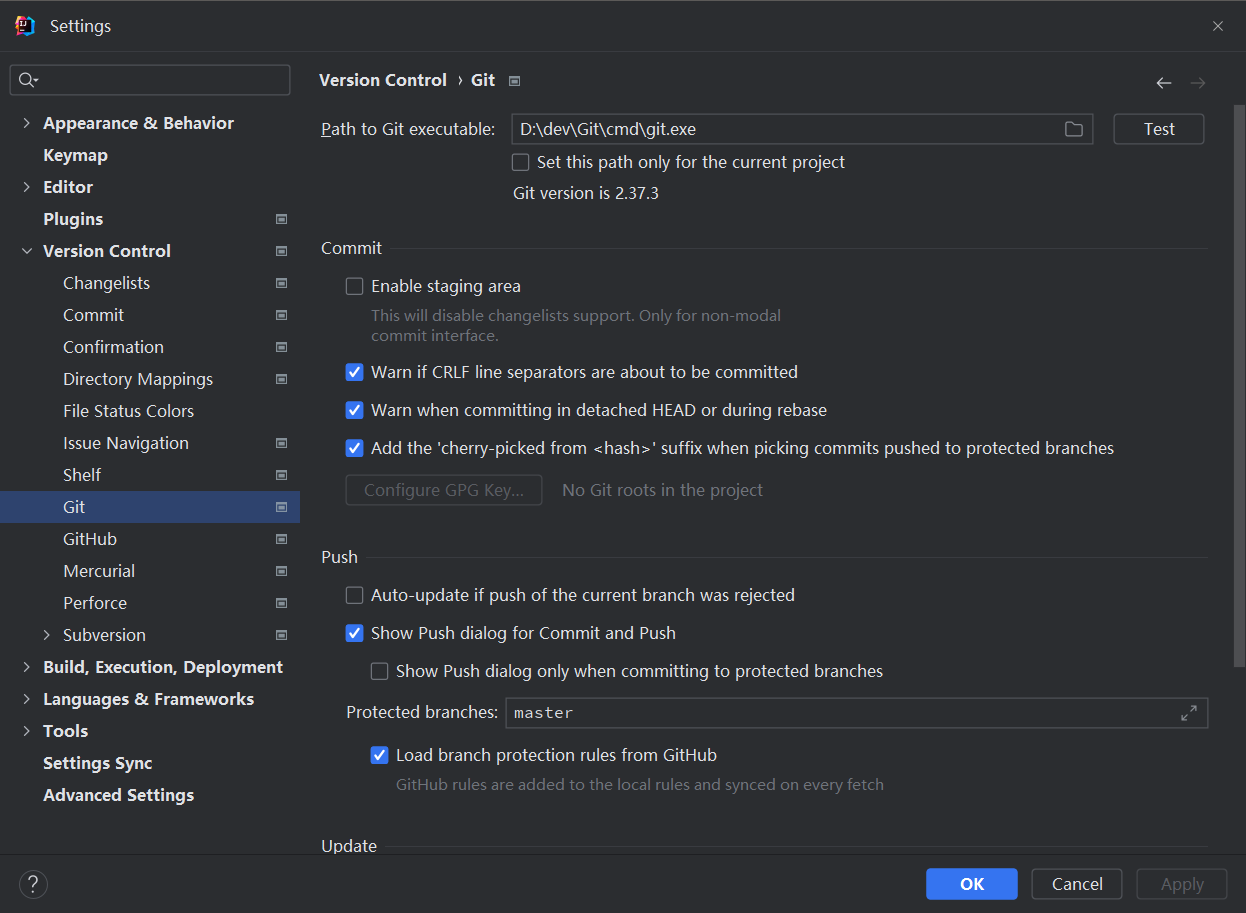 Settings
Version Control › Git
Appearance & Behavior
Keymap
Editor
Plugins
Version Control
Changelists
Commit
Confirmation
Directory Mappings
File Status Colors
Issue Navigation
Shelf
Git
GitHub
Mercurial
Perforce
Subversion
Build, Execution, Deployment
Languages & Frameworks
Tools
Settings Sync
Advanced Settings
Path to Git executable: D:\dev\Git\cmd\git.exe Test
Set this path only for the current project
Git version is 2.37.3
Commit
Enable staging area
This will disable changelists support. Only for non-modal
commit interface.
Warn if CRLF line separators are about to be committed
Warn when committing in detached HEAD or during rebase
Add the 'cherry-picked from <hash>' suffix when picking commits pushed to protected branches
Configure GPG Key... No Git roots in the project
Push
Auto-update if push of the current branch was rejected
Show Push dialog for Commit and Push
Show Push dialog only when committing to protected branches
Protected branches: master
Load branch protection rules from GitHub
GitHub rules are added to the local rules and synced on every fetch
Update
? OK Cancel Apply